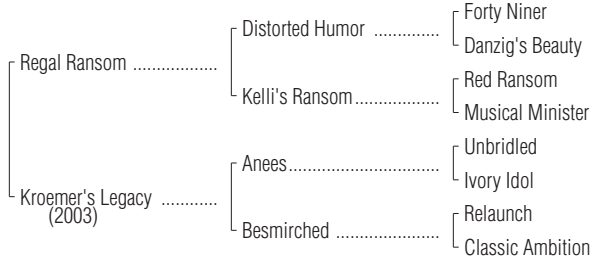 Forty Niner
Distorted Humor ..............
Danzig's Beauty
Regal Ransom ..................
Red Ransom
Kelli's Ransom..................
Musical Minister
Unbridled
Anees................................
Ivory Idol
Kroemer's Legacy ............
(2003)
Relaunch
Besmirched ......................
Classic Ambition